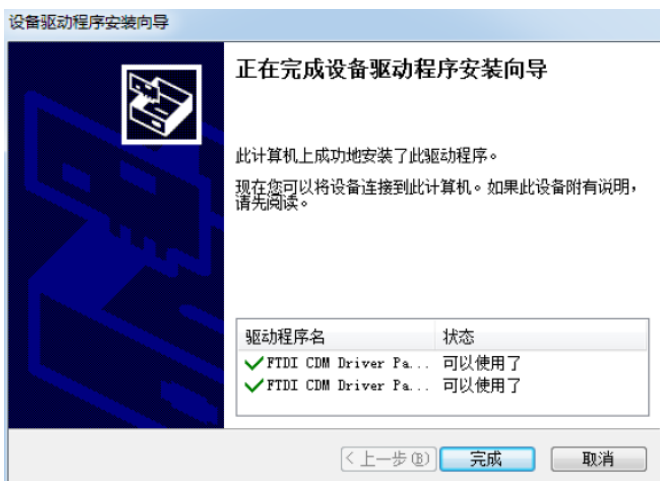 设备驱动程序安装向导
正在完成设备驱动程序安装向导
此计算机上成功地安装了此驱动程序。
现在您可以将设备连接到此计算机。如果此设备附有说明，
请先阅读。
驱动程序名 状态
FTDI CDM Driver Pa... 可以使用了
FTDI CDM Driver Pa... 可以使用了
< 上一步(B) 完成 取消